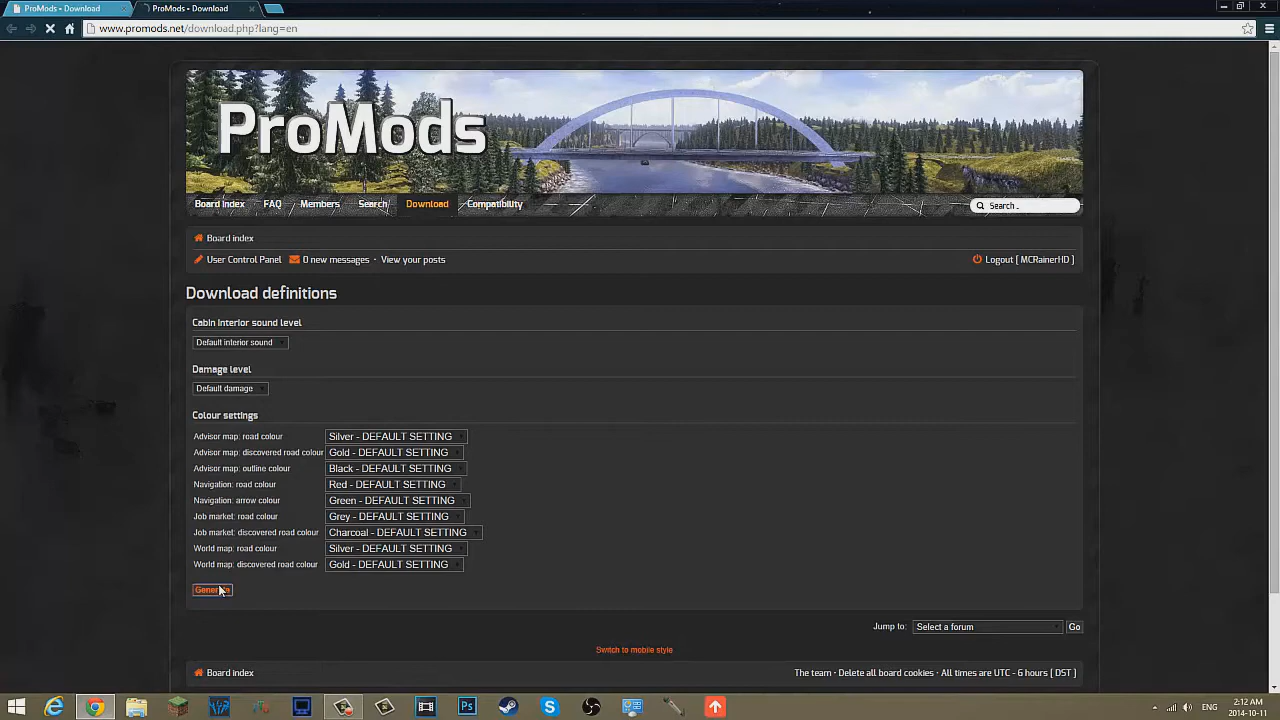 ProMods - Download
ProMods - Download
www.promods.net/download.php?lang=en
ProMods
Board index FAQ Members Search Download Compatibility Search...
Board index
User Control Panel 0 new messages • View your posts Logout [ MCRainerHD ]
Download definitions
Cabin interior sound level
Default interior sound
Damage level
Default damage
Colour settings
Advisor map: road colour Silver - DEFAULT SETTING
Advisor map: discovered road colour Gold - DEFAULT SETTING
Advisor map: outline colour Black - DEFAULT SETTING
Navigation: road colour Red - DEFAULT SETTING
Navigation: arrow colour Green - DEFAULT SETTING
Job market: road colour Grey - DEFAULT SETTING
Job market: discovered road colour Charcoal - DEFAULT SETTING
World map: road colour Silver - DEFAULT SETTING
World map: discovered road colour Gold - DEFAULT SETTING
Generate
Jump to: Select a forum Go
Switch to mobile style
Board index The team • Delete all board cookies • All times are UTC - 6 hours [ DST ]
Ps
ENG
2:12 AM
2014-10-11